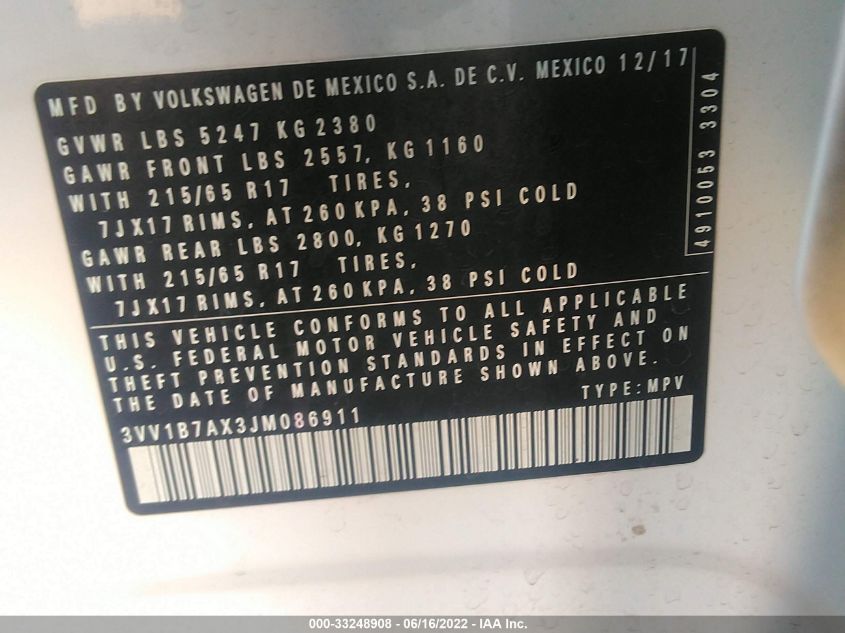 MFD BY VOLKSWAGEN DE MEXICO S.A. DE C.V. MEXICO 12/17
GVWR LBS 5247 KG 2380
GAWR FRONT LBS 2557, KG 1160
WITH 215/65 R17 TIRES,
7JX17 RIMS, AT 260 KPA, 38 PSI COLD
GAWR REAR LBS 2800, KG 1270
WITH 215/65 R17 TIRES,
7JX17 RIMS, AT 260 KPA, 38 PSI COLD
4910053 3304
THIS VEHICLE CONFORMS TO ALL APPLICABLE
U.S. FEDERAL MOTOR VEHICLE SAFETY AND
THEFT PREVENTION STANDARDS IN EFFECT ON
THE DATE OF MANUFACTURE SHOWN ABOVE.
TYPE: MPV
3VV1B7AX3JM086911
000-33248908 - 06/16/2022 - IAA Inc.